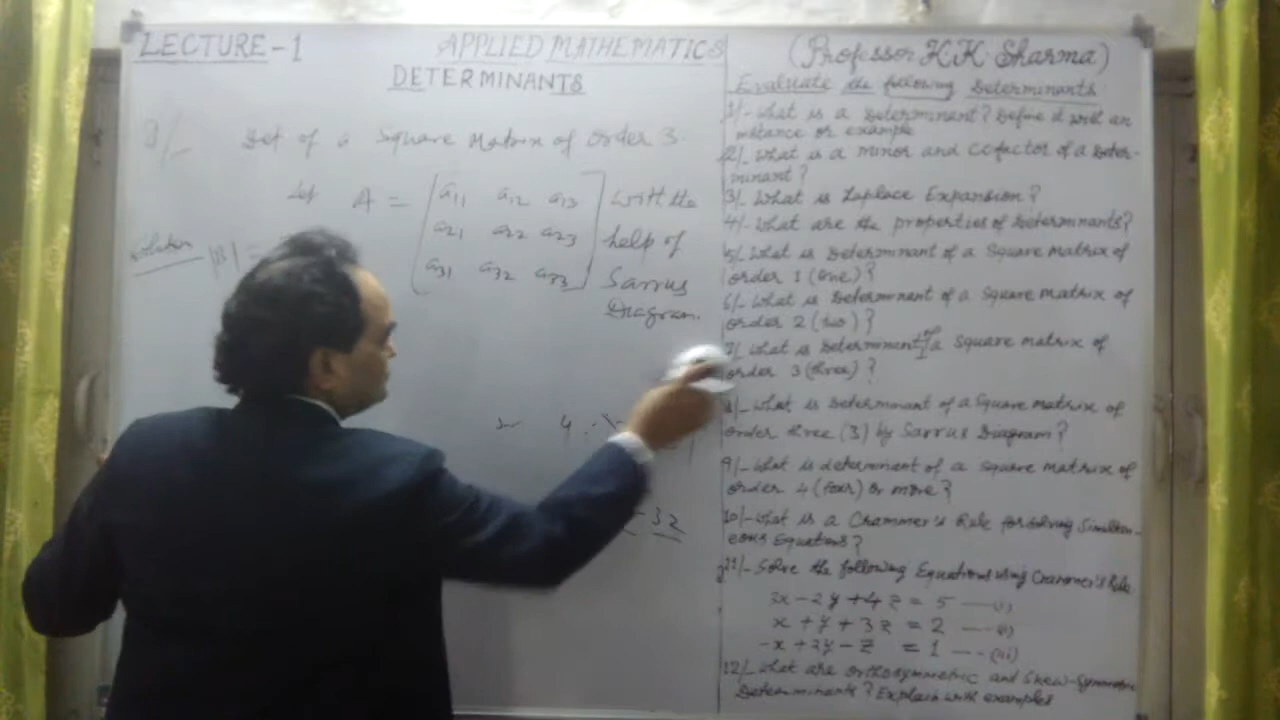 LECTURE-1
APPLIED MATHEMATICS
DETERMINANTS
Det of a Square Matrix of order 3
Let A = a11 a12 a13 with the
a21 a22 a23 help of
a31 a32 a33 Sarrus
Diagram.
Solution |B| =
4
-32
(Professor K.K. Sharma)
Evaluate the following Determinants:
1/- What is a Determinant? Define it with an
instance or example
2/- What is a minor and cofactor of a Deter-
minant?
3/- What is Laplace Expansion?
4/- What are the properties of Determinants?
5/- What is Determinant of a Square Matrix of
order 1 (one)?
6/- What is Determinant of a Square Matrix of
order 2 (two)?
7/- What is Determinant of a Square matrix of
order 3 (three)?
8/- What is Determinant of a Square Matrix of
order three (3) by Sarrus Diagram?
9/- What is determinant of a square matrix of
order 4 (four) or more?
10/- What is a Crammer's Rule for solving Simultan-
eous Equations?
11/- Solve the following Equations using Crammer's Rule
3x - 2y + 4z = 5 —(i)
x + y + 3z = 2 —(ii)
-x + 2y - z = 1 —(iii)
12/- What are orthosymmetric and Skew-Symmetric
Determinants? Explain with examples